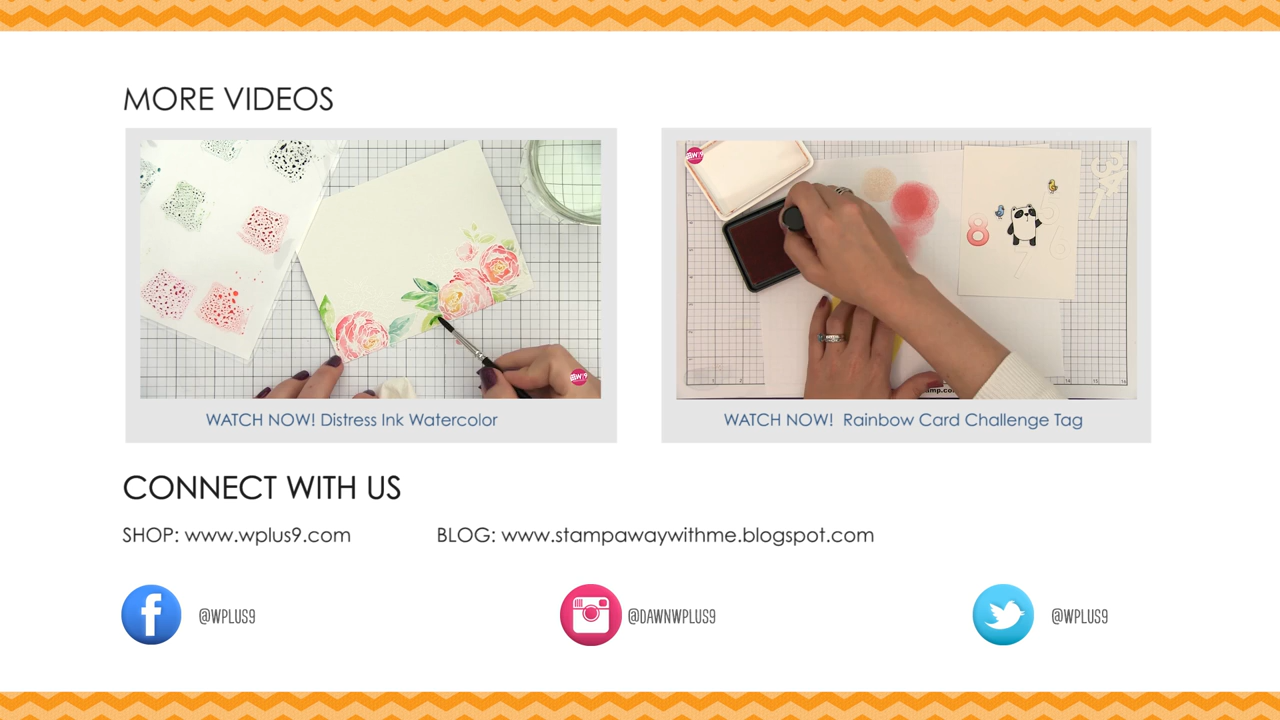 MORE VIDEOS
WATCH NOW! Distress Ink Watercolor
WATCH NOW! Rainbow Card Challenge Tag
CONNECT WITH US
SHOP: www.wplus9.com
BLOG: www.stampawaywithme.blogspot.com
@WPLUS9
@DAWNWPLUS9
@WPLUS9